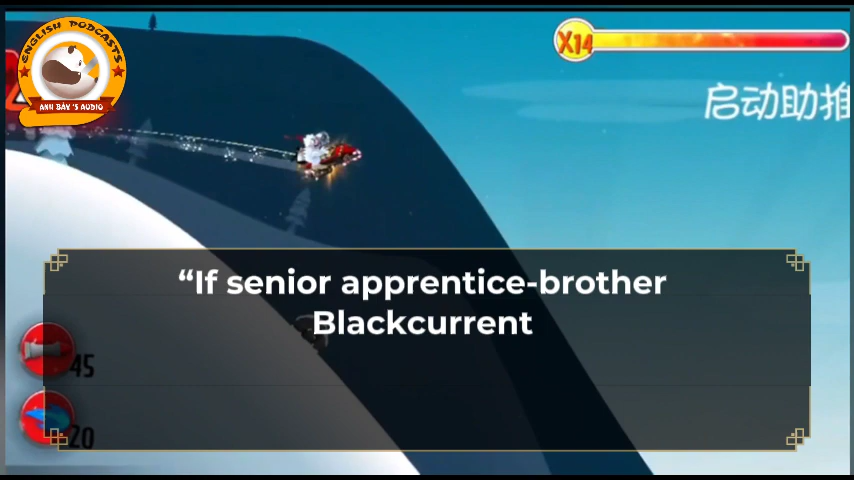 ENGLISH PODCASTS
ANH BẢY 'S AUDIO
X14
启动助推
“If senior apprentice-brother
Blackcurrent
45
20